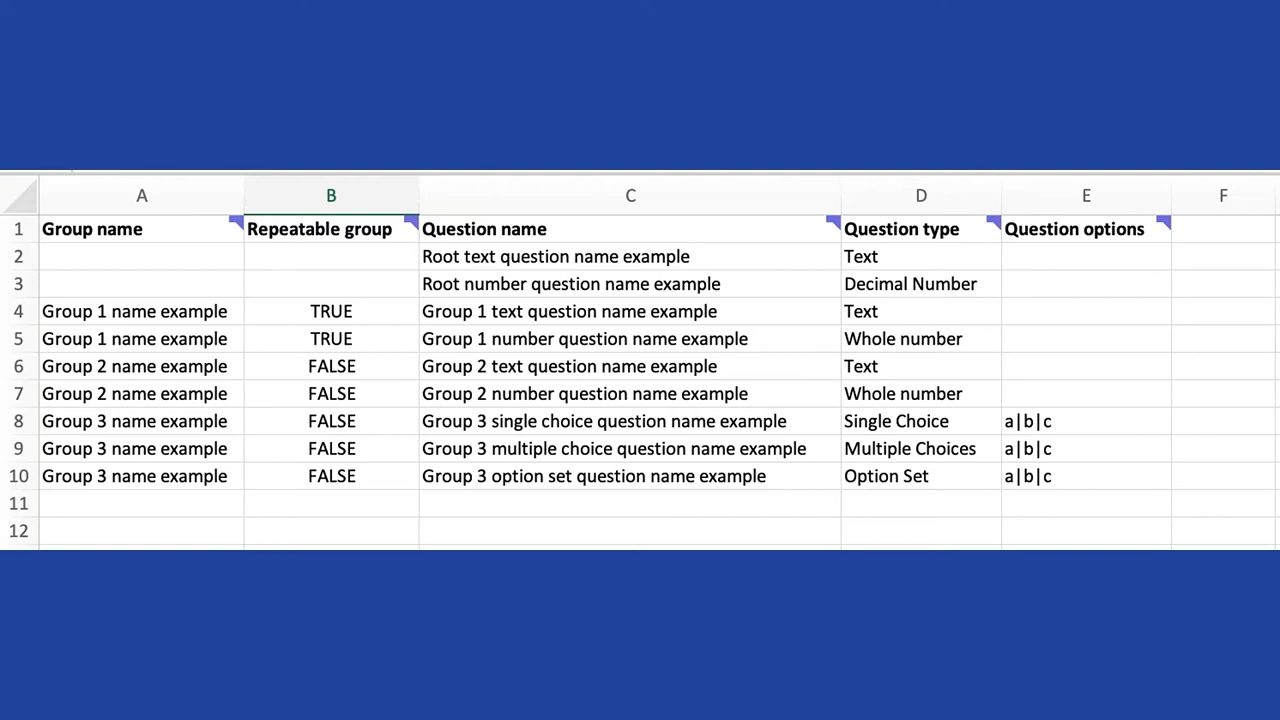 A B C D E F
1 Group name Repeatable group Question name Question type Question options
2 Root text question name example Text
3 Root number question name example Decimal Number
4 Group 1 name example TRUE Group 1 text question name example Text
5 Group 1 name example TRUE Group 1 number question name example Whole number
6 Group 2 name example FALSE Group 2 text question name example Text
7 Group 2 name example FALSE Group 2 number question name example Whole number
8 Group 3 name example FALSE Group 3 single choice question name example Single Choice a|b|c
9 Group 3 name example FALSE Group 3 multiple choice question name example Multiple Choices a|b|c
10 Group 3 name example FALSE Group 3 option set question name example Option Set a|b|c
11
12